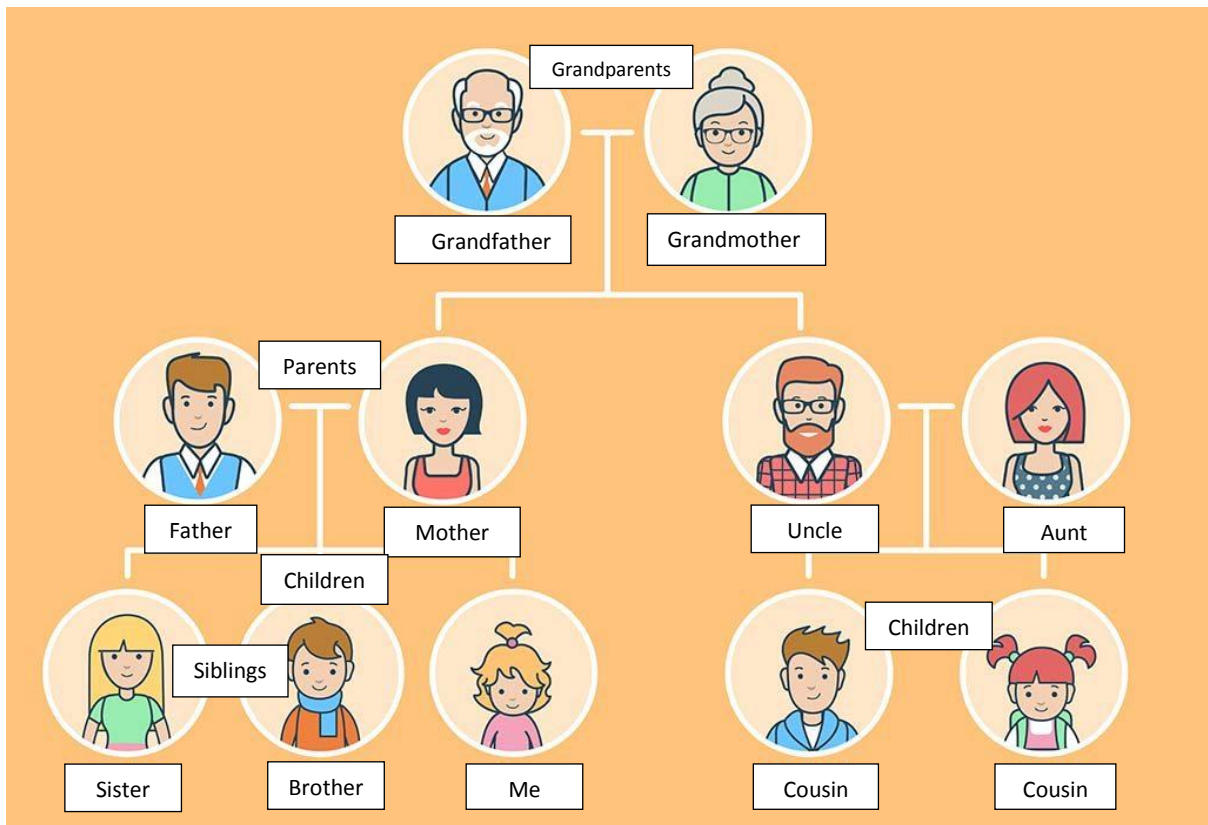 Grandparents
Grandfather
Grandmother
Parents
Father
Mother
Uncle
Aunt
Children
Children
Siblings
Sister
Brother
Me
Cousin
Cousin